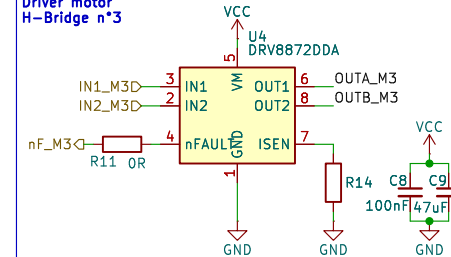 Driver motor
H-Bridge n°3
VCC
U4
DRV8872DDA
5
VM
IN1_M3 3 IN1 OUT1 6 OUTA_M3
IN2_M3 2 IN2 OUT2 8 OUTB_M3
nF_M3 4 nFAULT GND ISEN 7
R11 0R
1
VCC
R14
C8 C9
100nF 47uF
GND GND GND